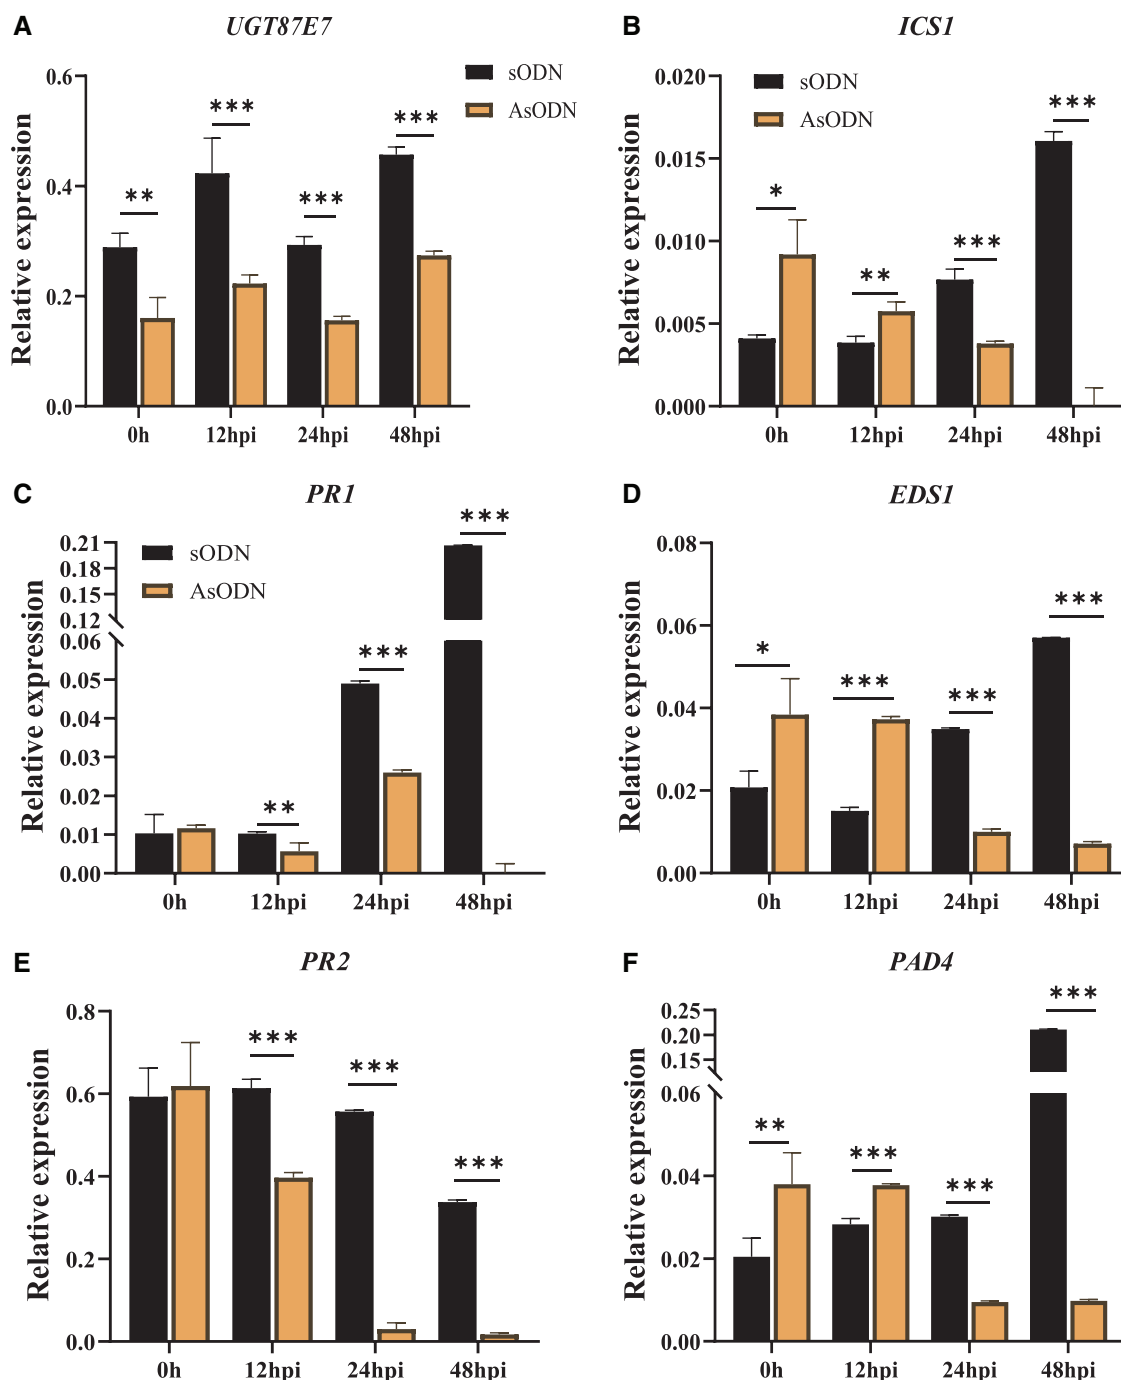 A
UGT87E7
sODN
AsODN
Relative expression
0.6
0.4
0.2
0.0
**
***
***
***
0h
12hpi
24hpi
48hpi
B
ICS1
sODN
AsODN
Relative expression
0.020
0.015
0.010
0.005
0.000
*
**
***
***
0h
12hpi
24hpi
48hpi
C
PR1
sODN
AsODN
Relative expression
0.21
0.18
0.15
0.12
0.06
0.05
0.04
0.03
0.02
0.01
0.00
**
***
***
0h
12hpi
24hpi
48hpi
D
EDS1
Relative expression
0.08
0.06
0.04
0.02
0.00
*
***
***
***
0h
12hpi
24hpi
48hpi
E
PR2
Relative expression
0.8
0.6
0.4
0.2
0.0
***
***
***
0h
12hpi
24hpi
48hpi
F
PAD4
Relative expression
0.25
0.20
0.15
0.06
0.04
0.02
0.00
**
***
***
***
0h
12hpi
24hpi
48hpi